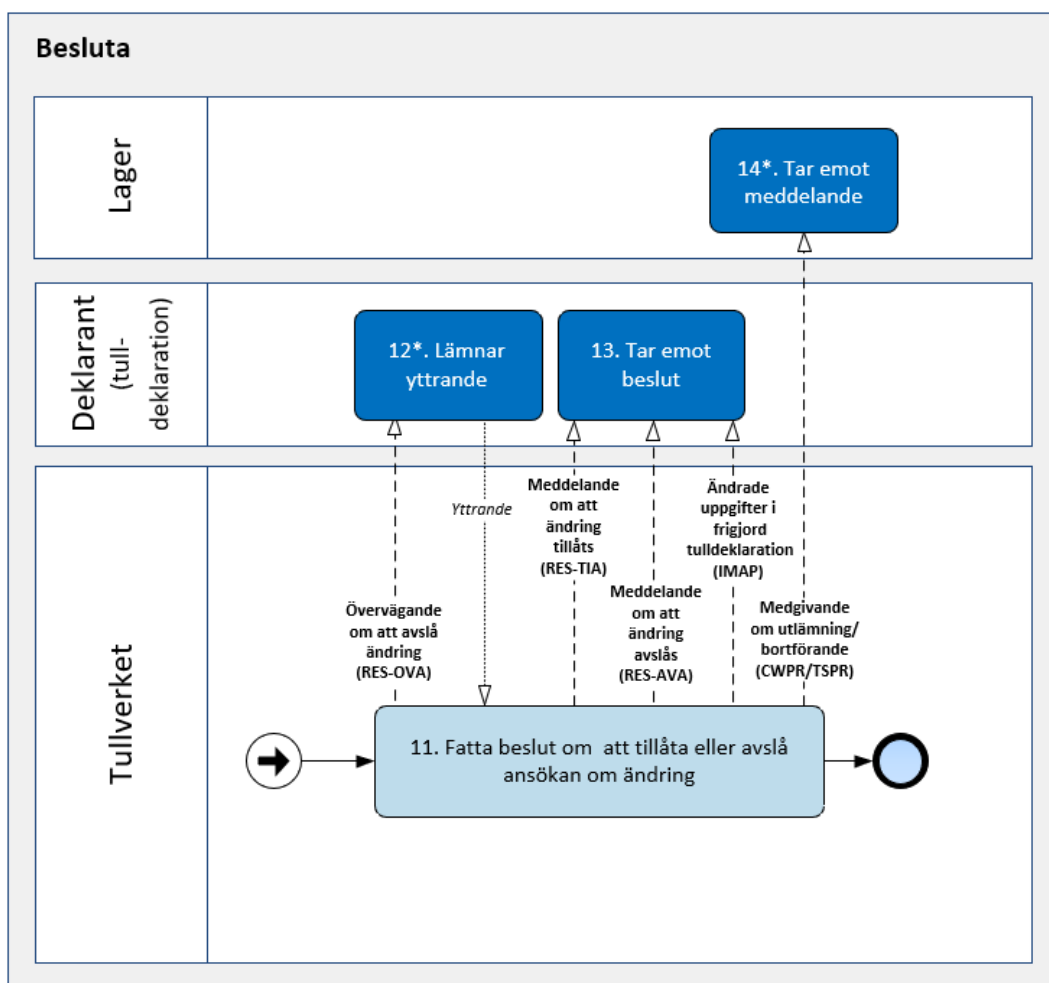 Besluta
Lager
14*. Tar emot
meddelande
Deklarant
(tull-
deklaration)
12*. Lämnar
yttrande
13. Tar emot
beslut
Tullverket
Övervägande
om att avslå
ändring
(RES-OVA)
Yttrande
Meddelande
om att
ändring
tillåts
(RES-TIA)
Meddelande
om att
ändring
avslås
(RES-AVA)
Ändrade
uppgifter i
frigjord
tulldeklaration
(IMAP)
Medgivande
om utlämning/
bortförande
(CWPR/TSPR)
11. Fatta beslut om att tillåta eller avslå
ansökan om ändring